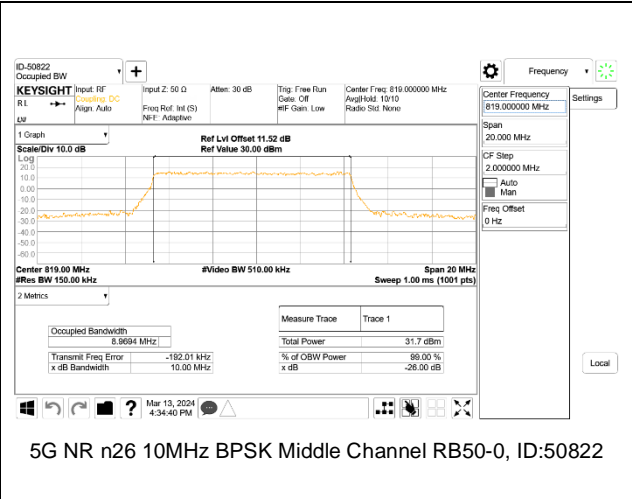 ID-50822
Occupied BW
+
Frequency
KEYSIGHT
Input: RF
Coupling: DC
Align: Auto
Input Z: 50 Ω
Freq Ref: Int (S)
NFE: Adaptive
Atten: 30 dB
Trig: Free Run
Gate: Off
#IF Gain: Low
Center Freq: 819.000000 MHz
Avg|Hold: 10/10
Radio Std: None
R L
Center Frequency
819.000000 MHz
Settings
Span
20.000 MHz
CF Step
2.000000 MHz
Auto
Man
Freq Offset
0 Hz
1 Graph
Scale/Div 10.0 dB
Ref Lvl Offset 11.52 dB
Ref Value 30.00 dBm
Log
20.0
10.0
0.00
-10.0
-20.0
-30.0
-40.0
-50.0
-60.0
Center 819.00 MHz
#Video BW 510.00 kHz
Span 20 MHz
#Res BW 150.00 kHz
Sweep 1.00 ms (1001 pts)
2 Metrics
Measure Trace Trace 1
Occupied Bandwidth
8.9694 MHz
Total Power 31.7 dBm
Transmit Freq Error -192.01 kHz
% of OBW Power 99.00 %
x dB Bandwidth 10.00 MHz
x dB -26.00 dB
Local
?
Mar 13, 2024
4:34:40 PM
5G NR n26 10MHz BPSK Middle Channel RB50-0, ID:50822